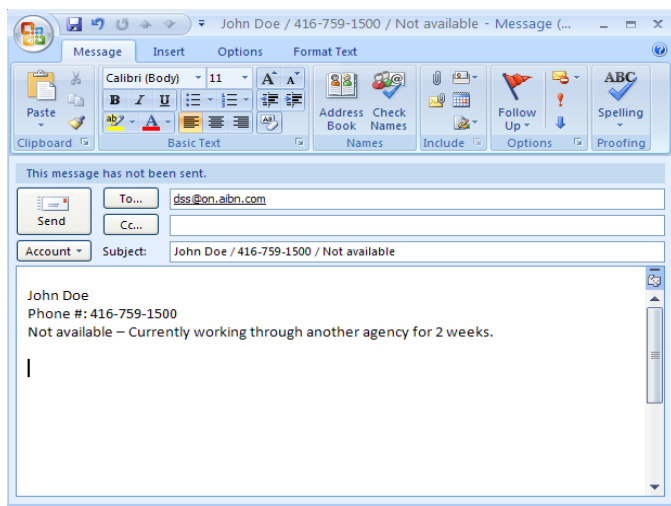 John Doe / 416-759-1500 / Not available - Message (...
Message Insert Options Format Text
Calibri (Body) 11 A A
B I U
ab A
Paste
Address Book
Check Names
Follow Up
ABC
Spelling
Clipboard Basic Text Names Include Options Proofing
This message has not been sent.
Send
To... dss@on.aibn.com
Cc...
Account Subject: John Doe / 416-759-1500 / Not available
John Doe
Phone #: 416-759-1500
Not available – Currently working through another agency for 2 weeks.